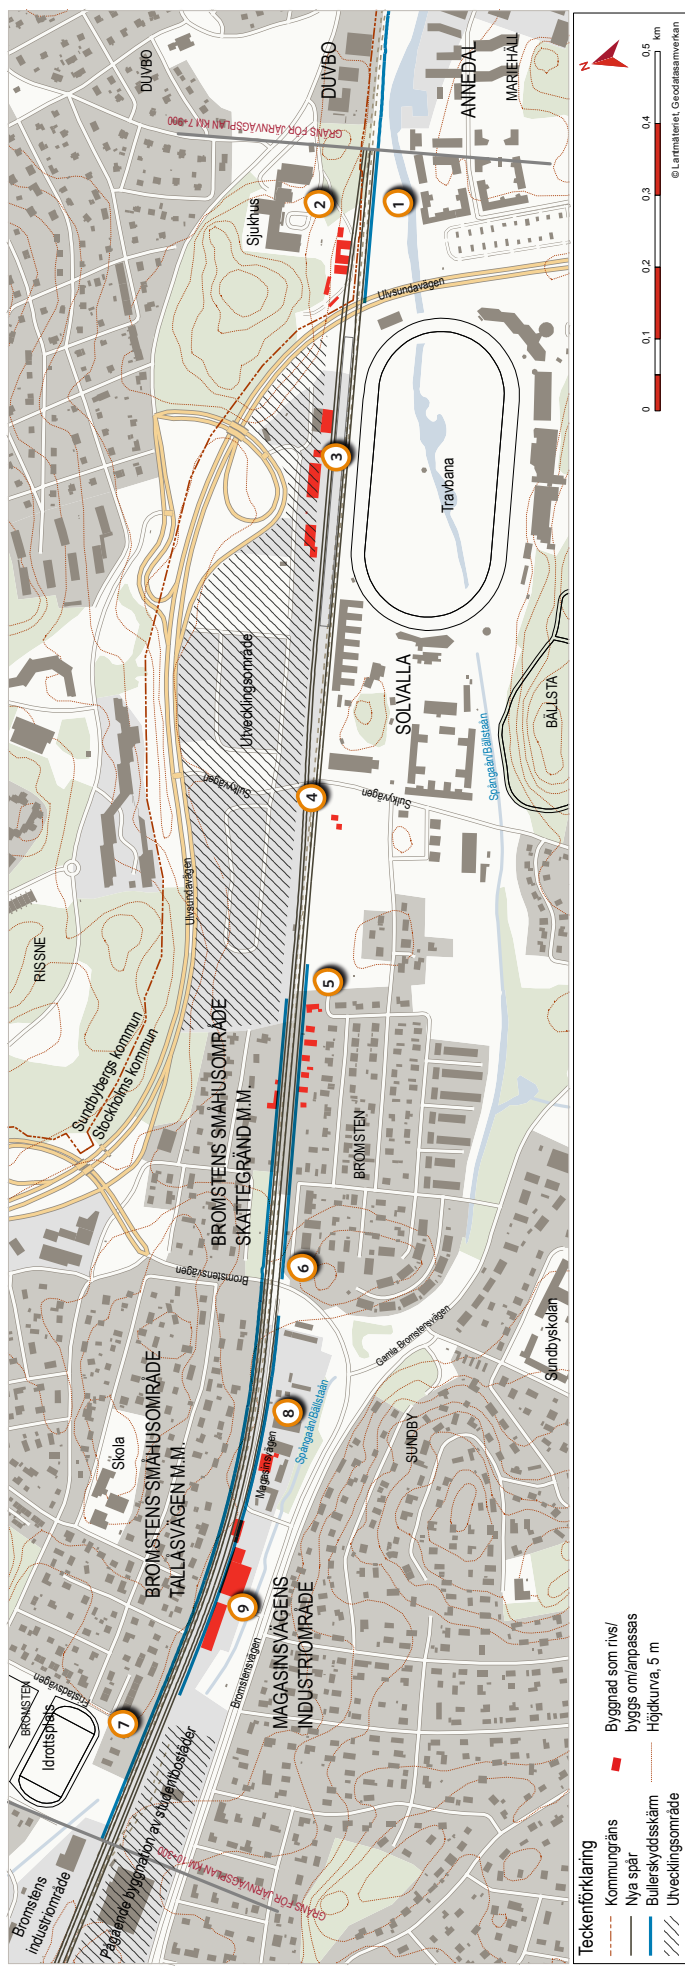 Bromstens
industriområde
Pågående byggnation av studentbostäder
GRÄNS FÖR JÄRNVÄGSPLAN KM 10+300
BROMSTEN
Idrottsplats
Fristadsvägen
7
9
Bromstensvägen
MAGASINSVÄGENS
INDUSTRIOMRÅDE
Skola
BROMSTENS SMÅHUSOMRÅDE
TALLÅSVÄGEN M.M.
Magasinsvägen
8
Spångaån/Bällstaån
SUNDBY
Gamla Bromstensvägen
Sundbyskolan
Bromstensvägen
6
BROMSTENS SMÅHUSOMRÅDE
SKATTEGRÄND M.M.
Sundbybergs kommun
Stockholms kommun
BROMSTEN
5
RISSNE
Ulvsundavägen
Sulkyvägen
4
Sulkyvägen
Spångaån/Bällstaån
BÄLLSTA
Utvecklingsområde
SOLVALLA
Travbana
3
Ulvsundavägen
Sjukhus
2
1
GRÄNS FÖR JÄRNVÄGSPLAN KM 7+900
DUVBO
DUVBO
ANNEDAL
MARIEHÄLL
Teckenförklaring
Kommungräns
Nya spår
Bullerskyddsskärm
Utvecklingsområde
Byggnad som rivs/
byggs om/anpassas
Höjdkurva, 5 m
0 0,1 0,2 0,3 0,4 0,5
km
N
© Lantmäteriet, Geodatasamverkan